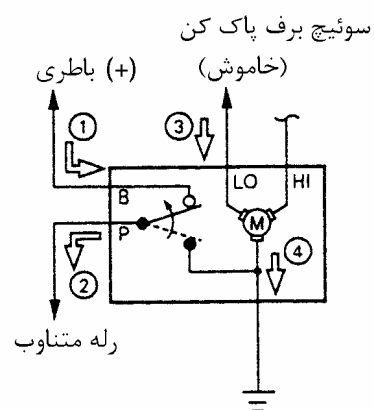 سوئیچ برف پاک کن
(خاموش)
باطری (+)
1
3
LO HI
B
P
M
4
2
رله متناوب